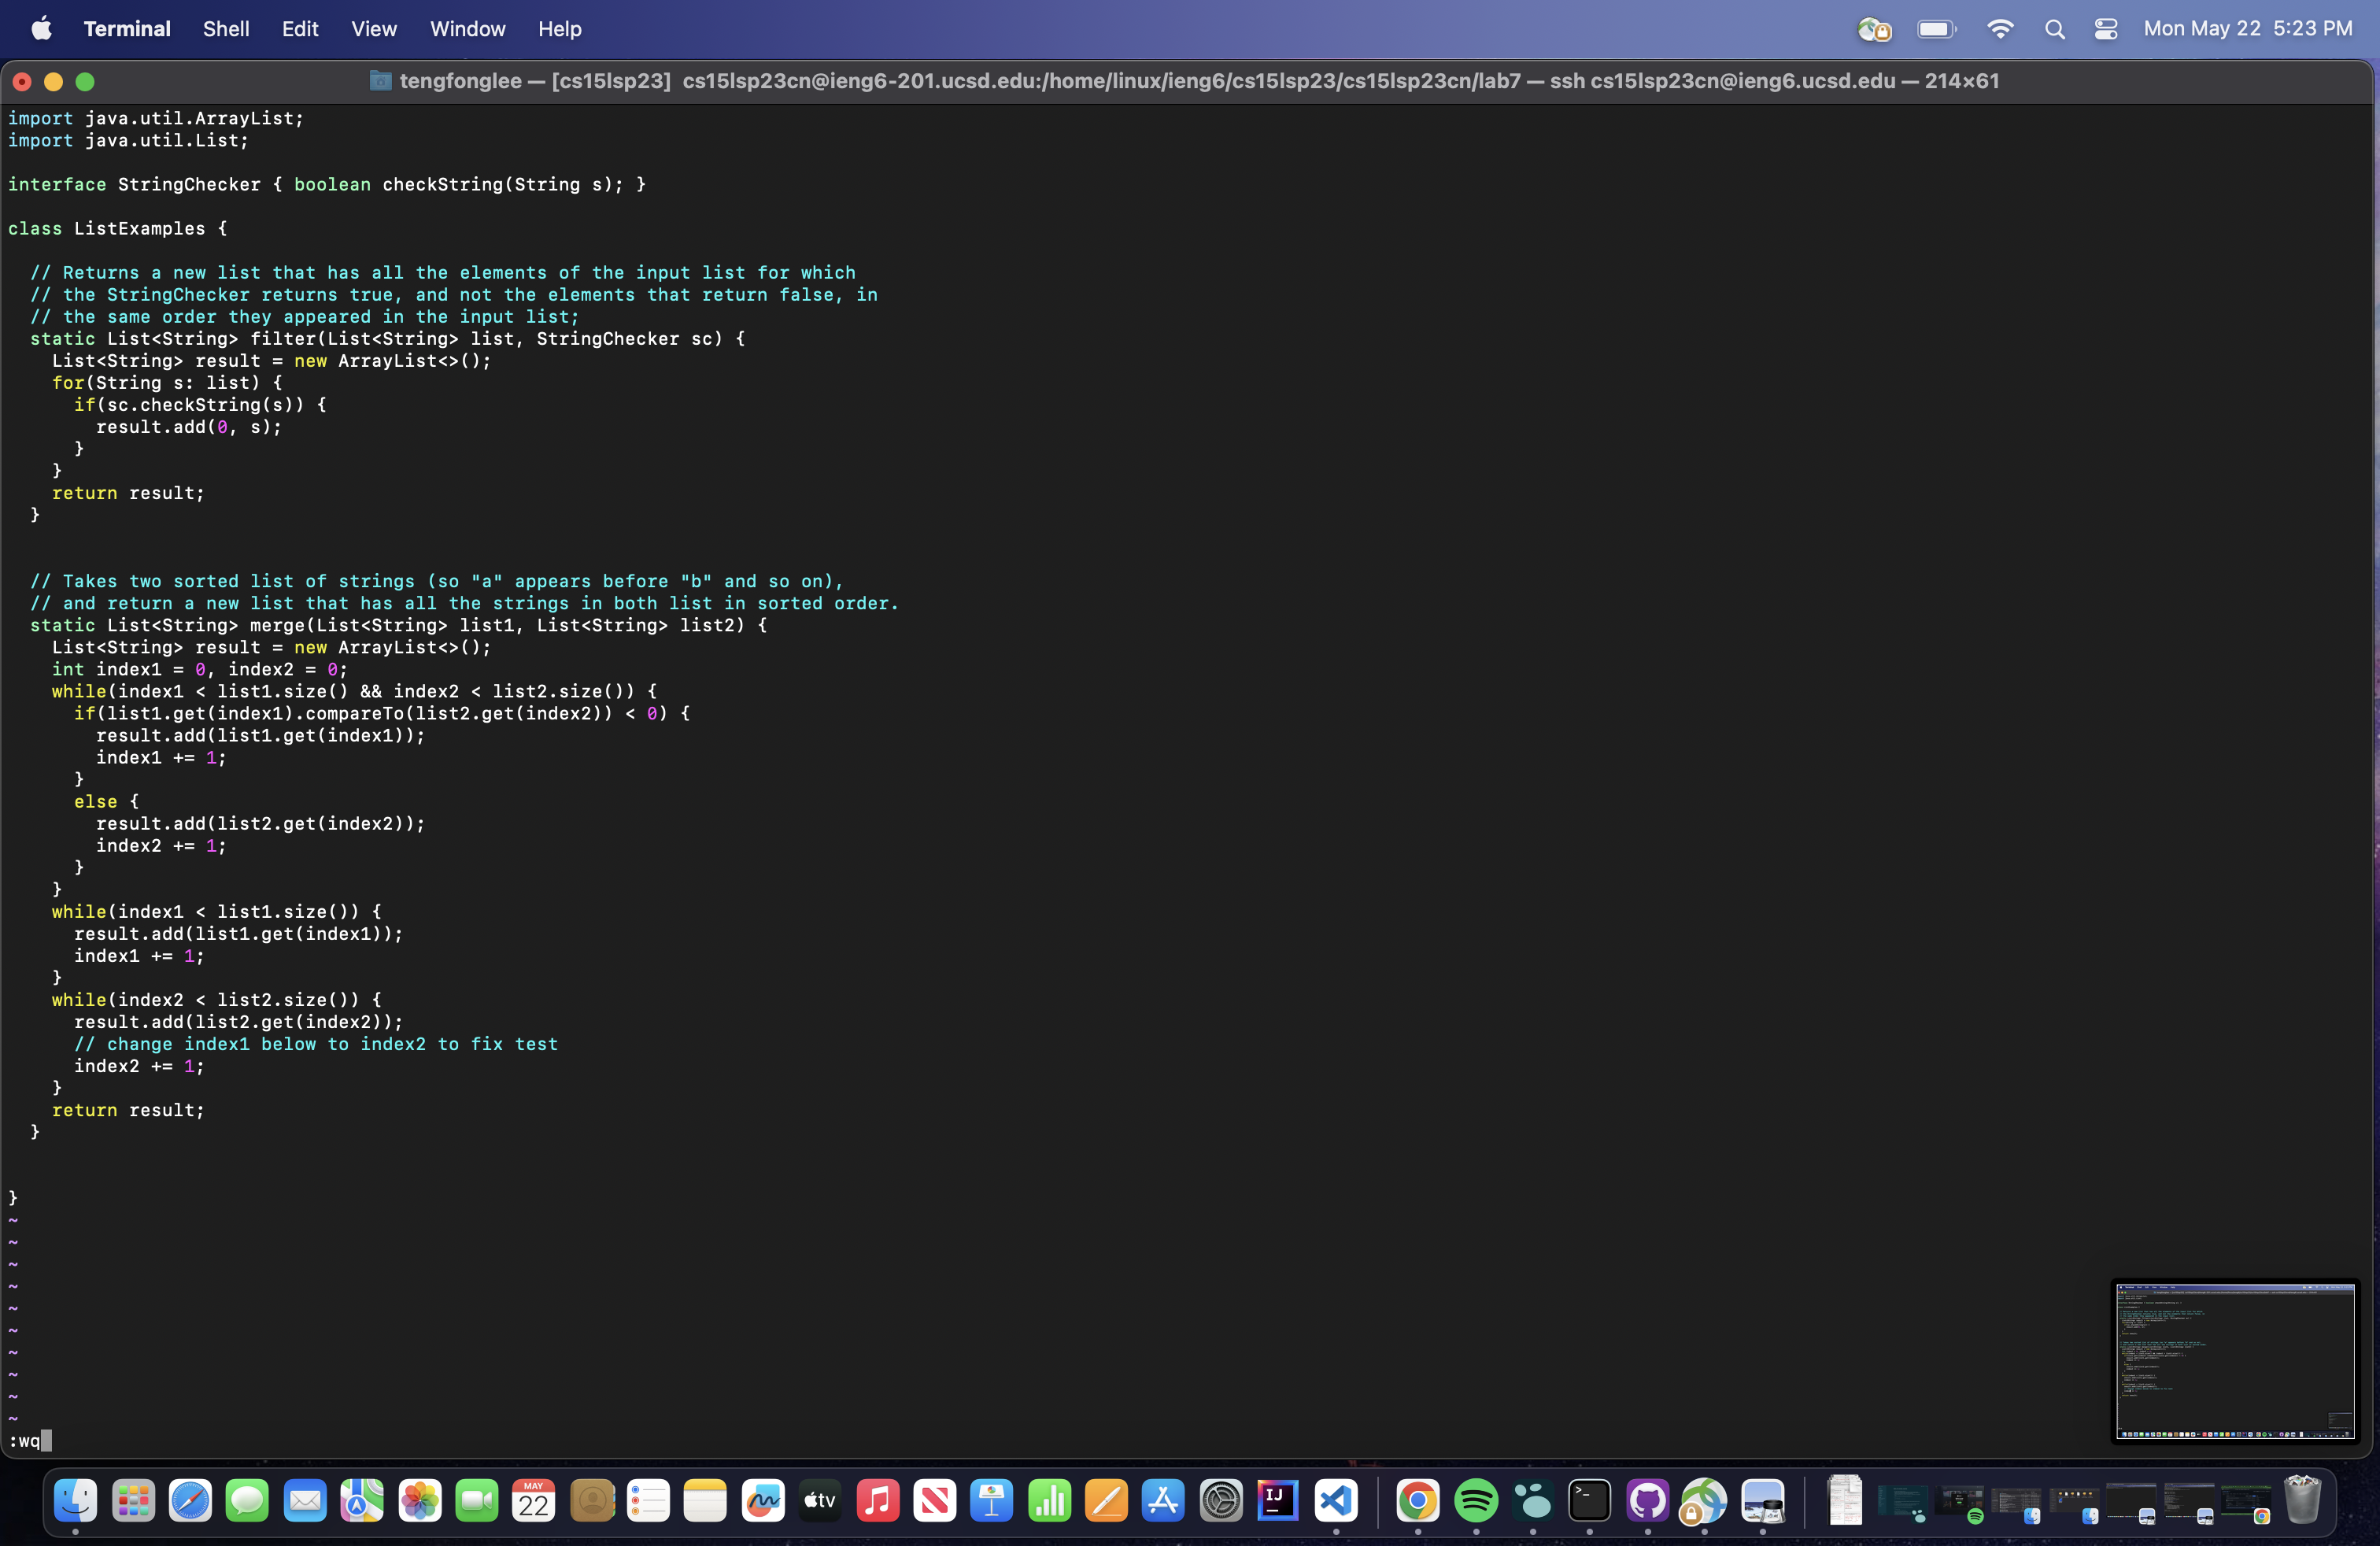 Terminal Shell Edit View Window Help Mon May 22 5:23 PM
tengfonglee — [cs15lsp23] cs15lsp23cn@ieng6-201.ucsd.edu:/home/linux/ieng6/cs15lsp23/cs15lsp23cn/lab7 — ssh cs15lsp23cn@ieng6.ucsd.edu — 214×61
import java.util.ArrayList;
import java.util.List;
interface StringChecker { boolean checkString(String s); }
class ListExamples {
// Returns a new list that has all the elements of the input list for which
// the StringChecker returns true, and not the elements that return false, in
// the same order they appeared in the input list;
static List<String> filter(List<String> list, StringChecker sc) {
List<String> result = new ArrayList<>();
for(String s: list) {
if(sc.checkString(s)) {
result.add(0, s);
}
}
return result;
}
// Takes two sorted list of strings (so "a" appears before "b" and so on),
// and return a new list that has all the strings in both list in sorted order.
static List<String> merge(List<String> list1, List<String> list2) {
List<String> result = new ArrayList<>();
int index1 = 0, index2 = 0;
while(index1 < list1.size() && index2 < list2.size()) {
if(list1.get(index1).compareTo(list2.get(index2)) < 0) {
result.add(list1.get(index1));
index1 += 1;
}
else {
result.add(list2.get(index2));
index2 += 1;
}
}
while(index1 < list1.size()) {
result.add(list1.get(index1));
index1 += 1;
}
while(index2 < list2.size()) {
result.add(list2.get(index2));
// change index1 below to index2 to fix test
index2 += 1;
}
return result;
}
}
~
~
~
~
~
~
~
~
~
~
:wq
MAY
22
tv
IJ
>_